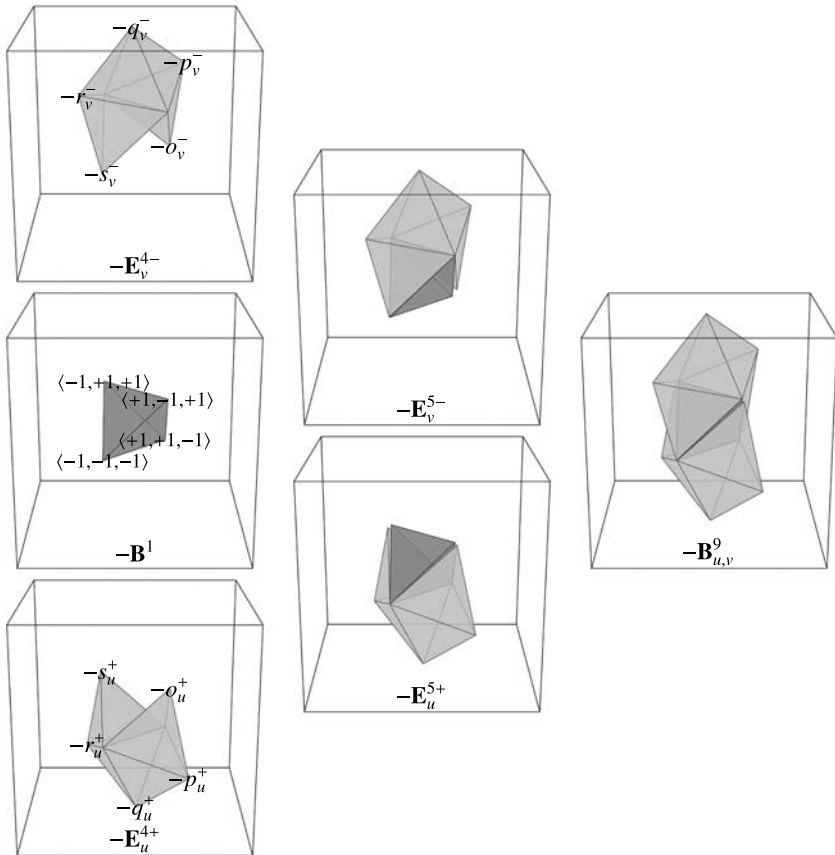 −q_v^−
−p_v^−
−r_v^−
−o_v^−
−s_v^−
−E_v^{4−}
⟨−1,+1,+1⟩
⟨+1,−1,+1⟩
⟨+1,+1,−1⟩
⟨−1,−1,−1⟩
−B^1
−s_u^+
−o_u^+
−r_u^+
−p_u^+
−q_u^+
−E_u^{4+}
−E_v^{5−}
−E_u^{5+}
−B_{u,v}^9